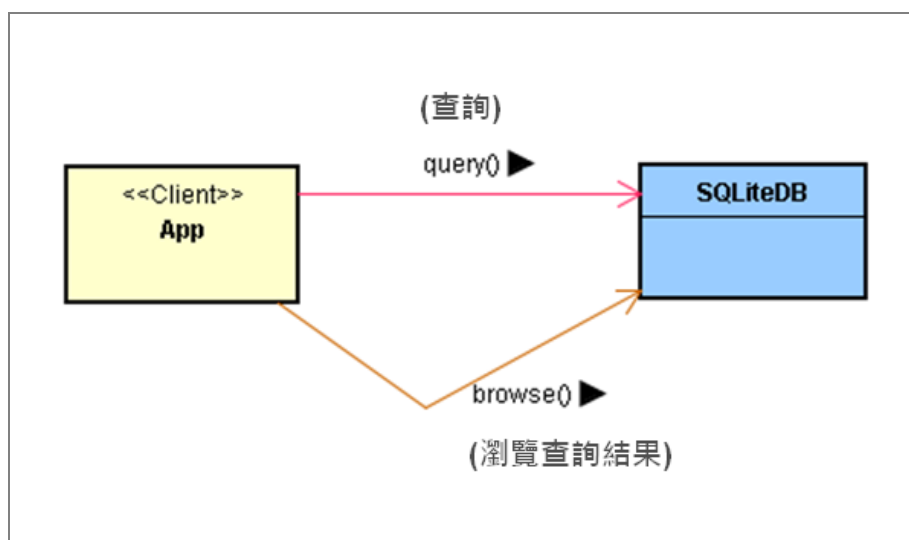 (查詢)
query() ▶
<<Client>>
App
SQLiteDB
browse() ▶
(瀏覽查詢結果)